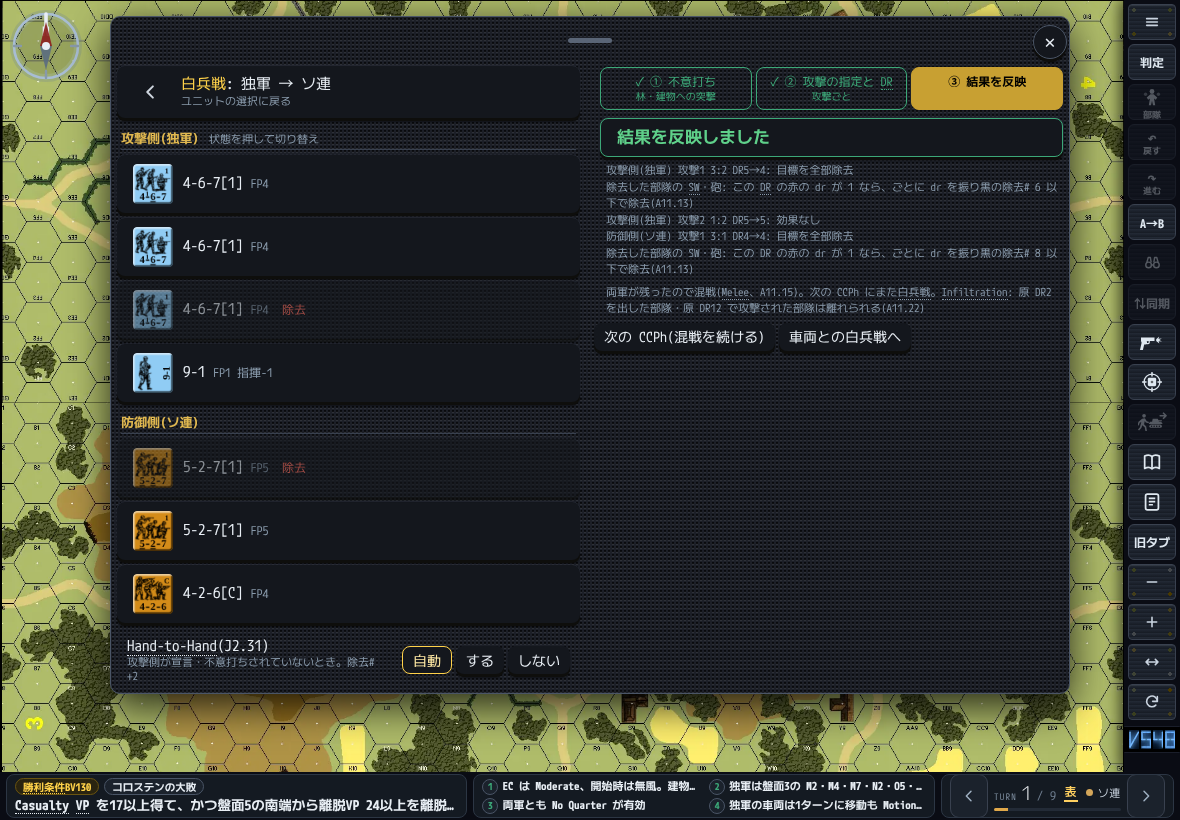 白兵戦: 独軍 → ソ連
ユニットの選択に戻る
✓ ① 不意打ち
林・建物への突撃
✓ ② 攻撃の指定と DR
攻撃ごと
③ 結果を反映
攻撃側(独軍) 状態を押して切り替え
4-6-7[1] FP4
4-6-7[1] FP4
4-6-7[1] FP4 除去
9-1 FP1 指揮-1
防御側(ソ連)
5-2-7[1] FP5 除去
5-2-7[1] FP5
4-2-6[C] FP4
Hand-to-Hand(J2.31)
攻撃側が宣言・不意打ちされていないとき。除去#
+2
自動 する しない
結果を反映しました
攻撃側(独軍) 攻撃1 3:2 DR5→4: 目標を全部除去
除去した部隊の SW・砲: この DR の赤の dr が 1 なら、ごとに dr を振り黒の除去# 6 以
下で除去(A11.13)
攻撃側(独軍) 攻撃2 1:2 DR5→5: 効果なし
防御側(ソ連) 攻撃1 3:1 DR4→4: 目標を全部除去
除去した部隊の SW・砲: この DR の赤の dr が 1 なら、ごとに dr を振り黒の除去# 8 以
下で除去(A11.13)
両軍が残ったので混戦(Melee、A11.15)。次の CCPh にまた白兵戦。Infiltration: 原 DR2
を出した部隊・原 DR12 で攻撃された部隊は離れられる(A11.22)
次の CCPh(混戦を続ける) 車両との白兵戦へ
判定
部隊
戻す
進む
A→B
⇅同期
旧タブ
V548
勝利条件BV130 コロステンの大敗
Casualty VP を17以上得て、かつ盤面5の南端から離脱VP 24以上を離脱…
① EC は Moderate、開始時は無風。建物…
② 独軍は盤面3の M2・M4・M7・N2・O5・…
③ 両軍とも No Quarter が有効
④ 独軍の車両は1ターンに移動も Motion…
TURN 1 / 9 表 ソ連